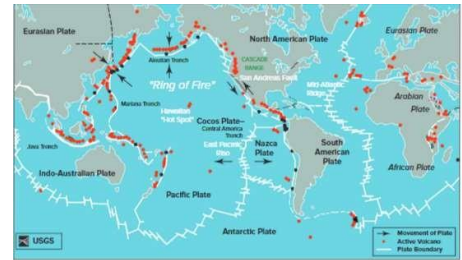 Eurasian Plate
North American Plate
Eurasian Plate
Aleutian Trench
CASCADE
RANGE
San Andreas Fault
Mid-Atlantic
Ridge
Arabian
Plate
"Ring of Fire"
Hawaiian
"Hot Spot"
Mariana Trench
Cocos Plate
Central America
Trench
Java Trench
East Pacific
Rise
Nazca
Plate
South
American
Plate
African Plate
Indo-Australian Plate
Pacific Plate
Antarctic Plate
USGS
Movement of Plate
Active Volcano
Plate Boundary